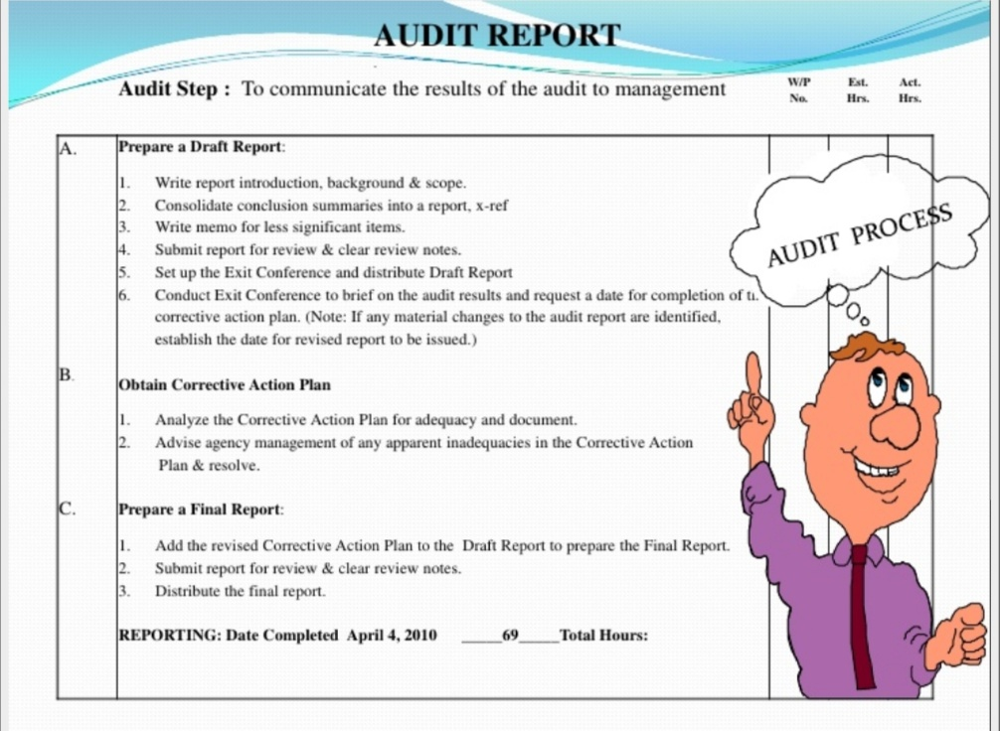 AUDIT REPORT
Audit Step : To communicate the results of the audit to management
W/P Est. Act.
No. Hrs. Hrs.
A. Prepare a Draft Report:
1. Write report introduction, background & scope.
2. Consolidate conclusion summaries into a report, x-ref
3. Write memo for less significant items.
4. Submit report for review & clear review notes.
5. Set up the Exit Conference and distribute Draft Report
6. Conduct Exit Conference to brief on the audit results and request a date for completion of
corrective action plan. (Note: If any material changes to the audit report are identified,
establish the date for revised report to be issued.)
AUDIT PROCESS
B. Obtain Corrective Action Plan
1. Analyze the Corrective Action Plan for adequacy and document.
2. Advise agency management of any apparent inadequacies in the Corrective Action
Plan & resolve.
C. Prepare a Final Report:
1. Add the revised Corrective Action Plan to the Draft Report to prepare the Final Report.
2. Submit report for review & clear review notes.
3. Distribute the final report.
REPORTING: Date Completed April 4, 2010 _____69_____Total Hours: